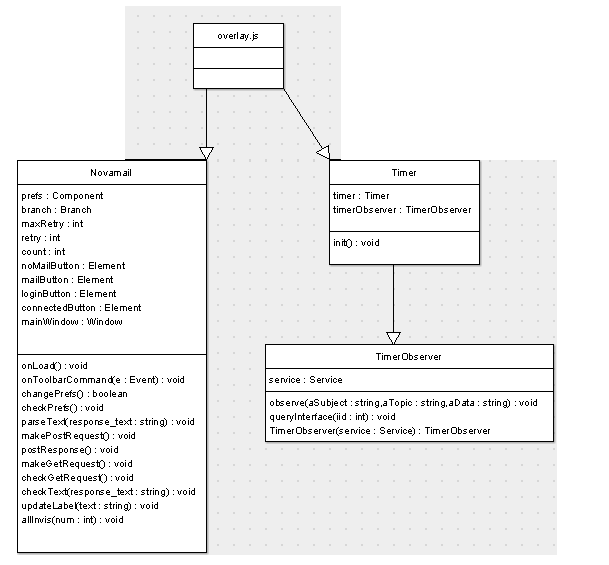 overlay.js
Novamail
prefs : Component
branch : Branch
maxRetry : int
retry : int
count : int
noMailButton : Element
mailButton : Element
loginButton : Element
connectedButton : Element
mainWindow : Window
onLoad() : void
onToolbarCommand(e : Event) : void
changePrefs() : boolean
checkPrefs() : void
parseText(response_text : string) : void
makePostRequest() : void
postResponse() : void
makeGetRequest() : void
checkGetRequest() : void
checkText(response_text : string) : void
updateLabel(text : string) : void
allInvis(num : int) : void
Timer
timer : Timer
timerObserver : TimerObserver
init() : void
TimerObserver
service : Service
observe(aSubject : string,aTopic : string,aData : string) : void
queryInterface(iid : int) : void
TimerObserver(service : Service) : TimerObserver